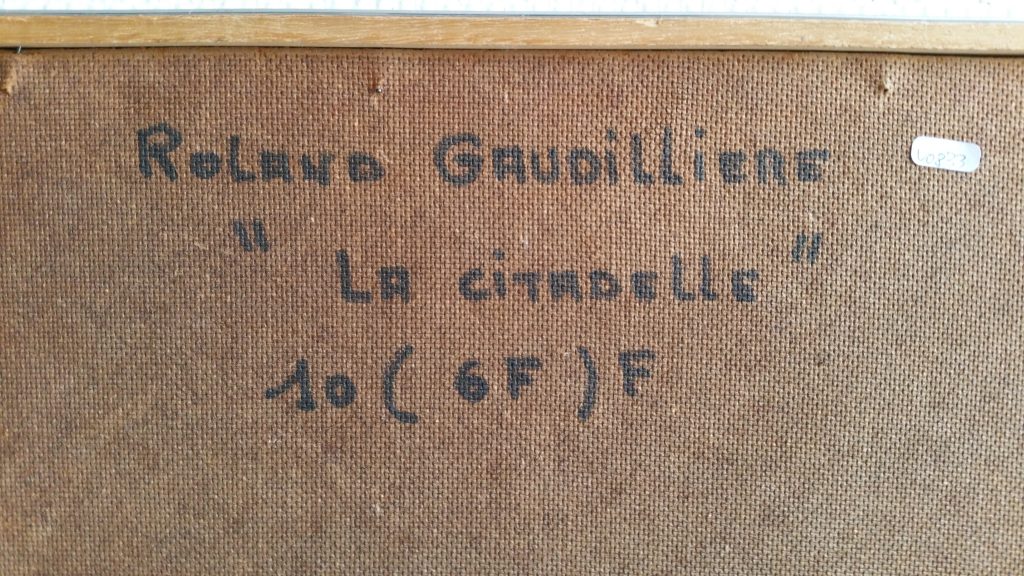 Roland GAUDILLIERE
" LA CITADELLE "
10 ( 6F ) F